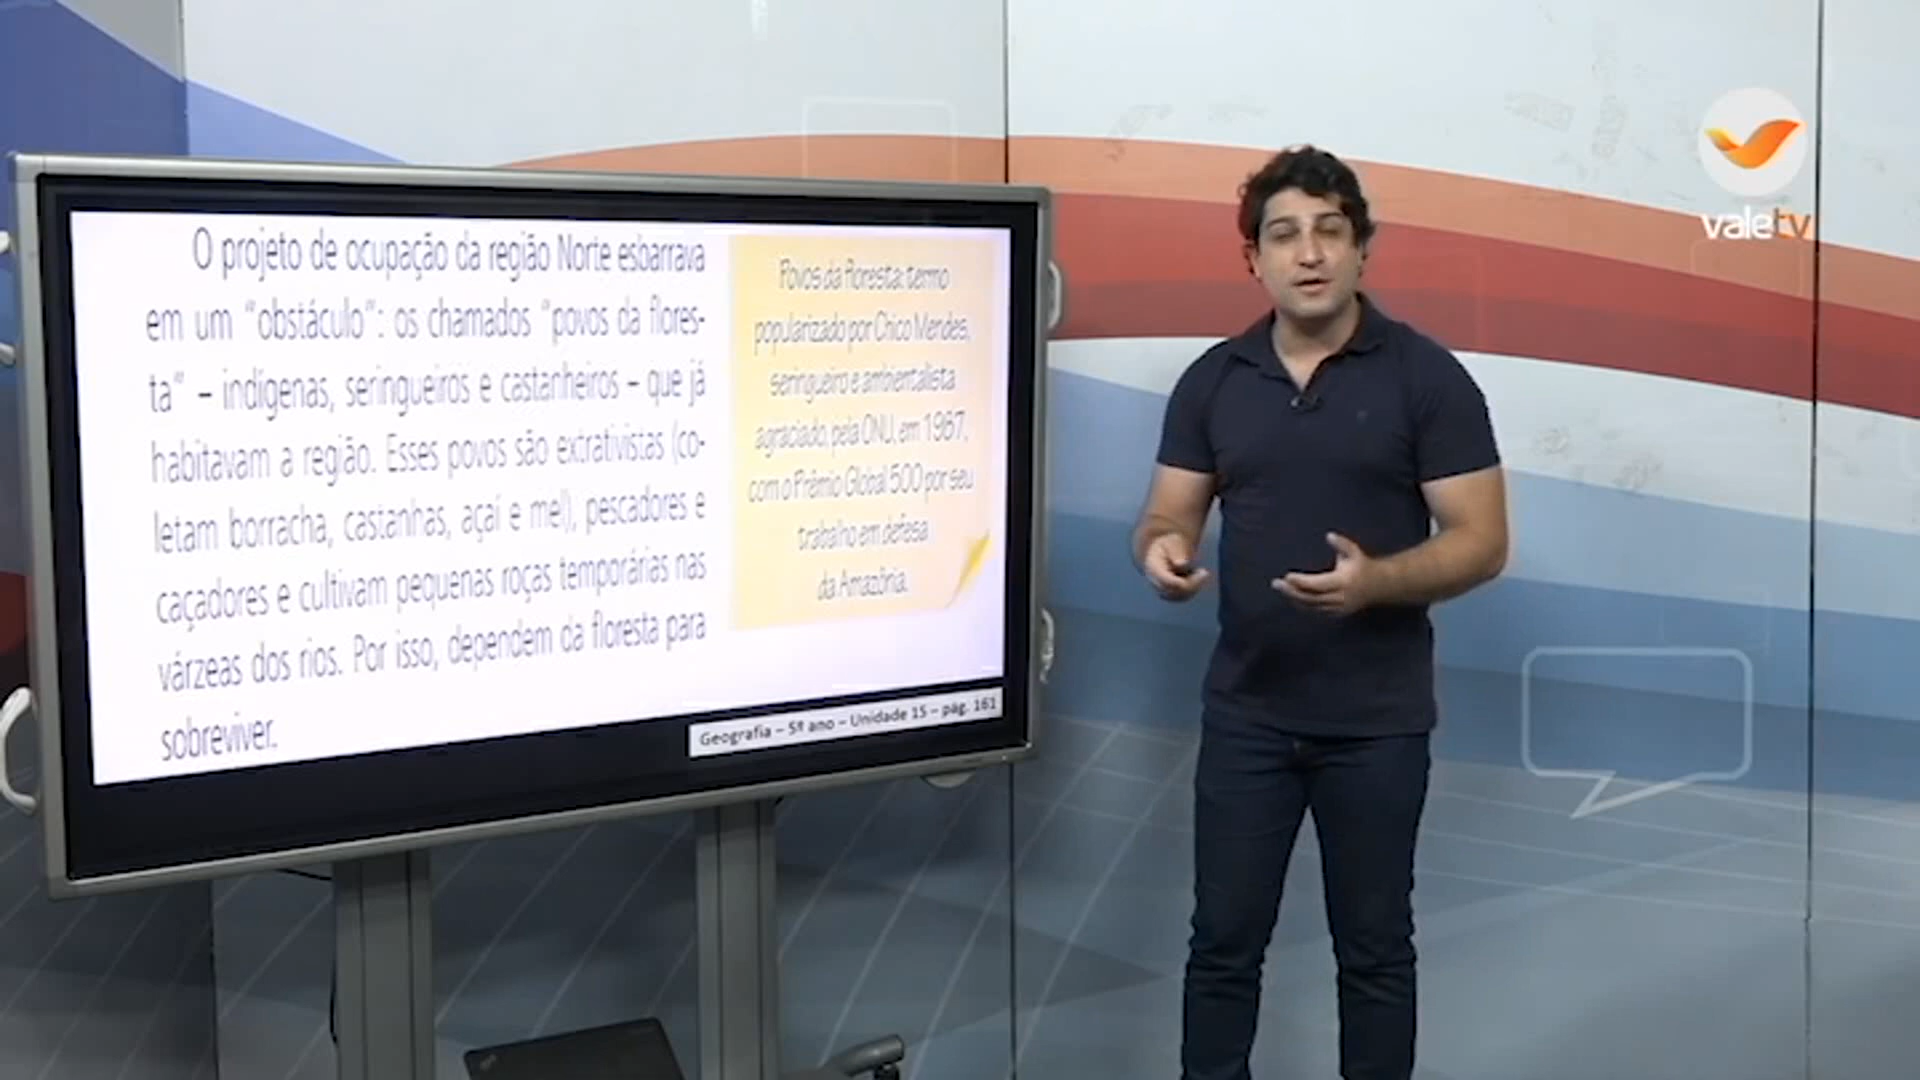 O projeto de ocupação da região Norte esbarrava
em um "obstáculo": os chamados "povos da flores-
ta" – indígenas, seringueiros e castanheiros – que já
habitavam a região. Esses povos são extrativistas (co-
letam borracha, castanhas, açaí e mel), pescadores e
caçadores e cultivam pequenas roças temporárias nas
várzeas dos rios. Por isso, dependem da floresta para
sobreviver.
Povos da floresta: termo
popularizado por Chico Mendes,
seringueiro e ambientalista
agraciado, pela ONU, em 1987,
com o Prêmio Global 500 por seu
trabalho em defesa
da Amazônia.
Geografia – 5º ano – Unidade 15 – pág. 161
valetv